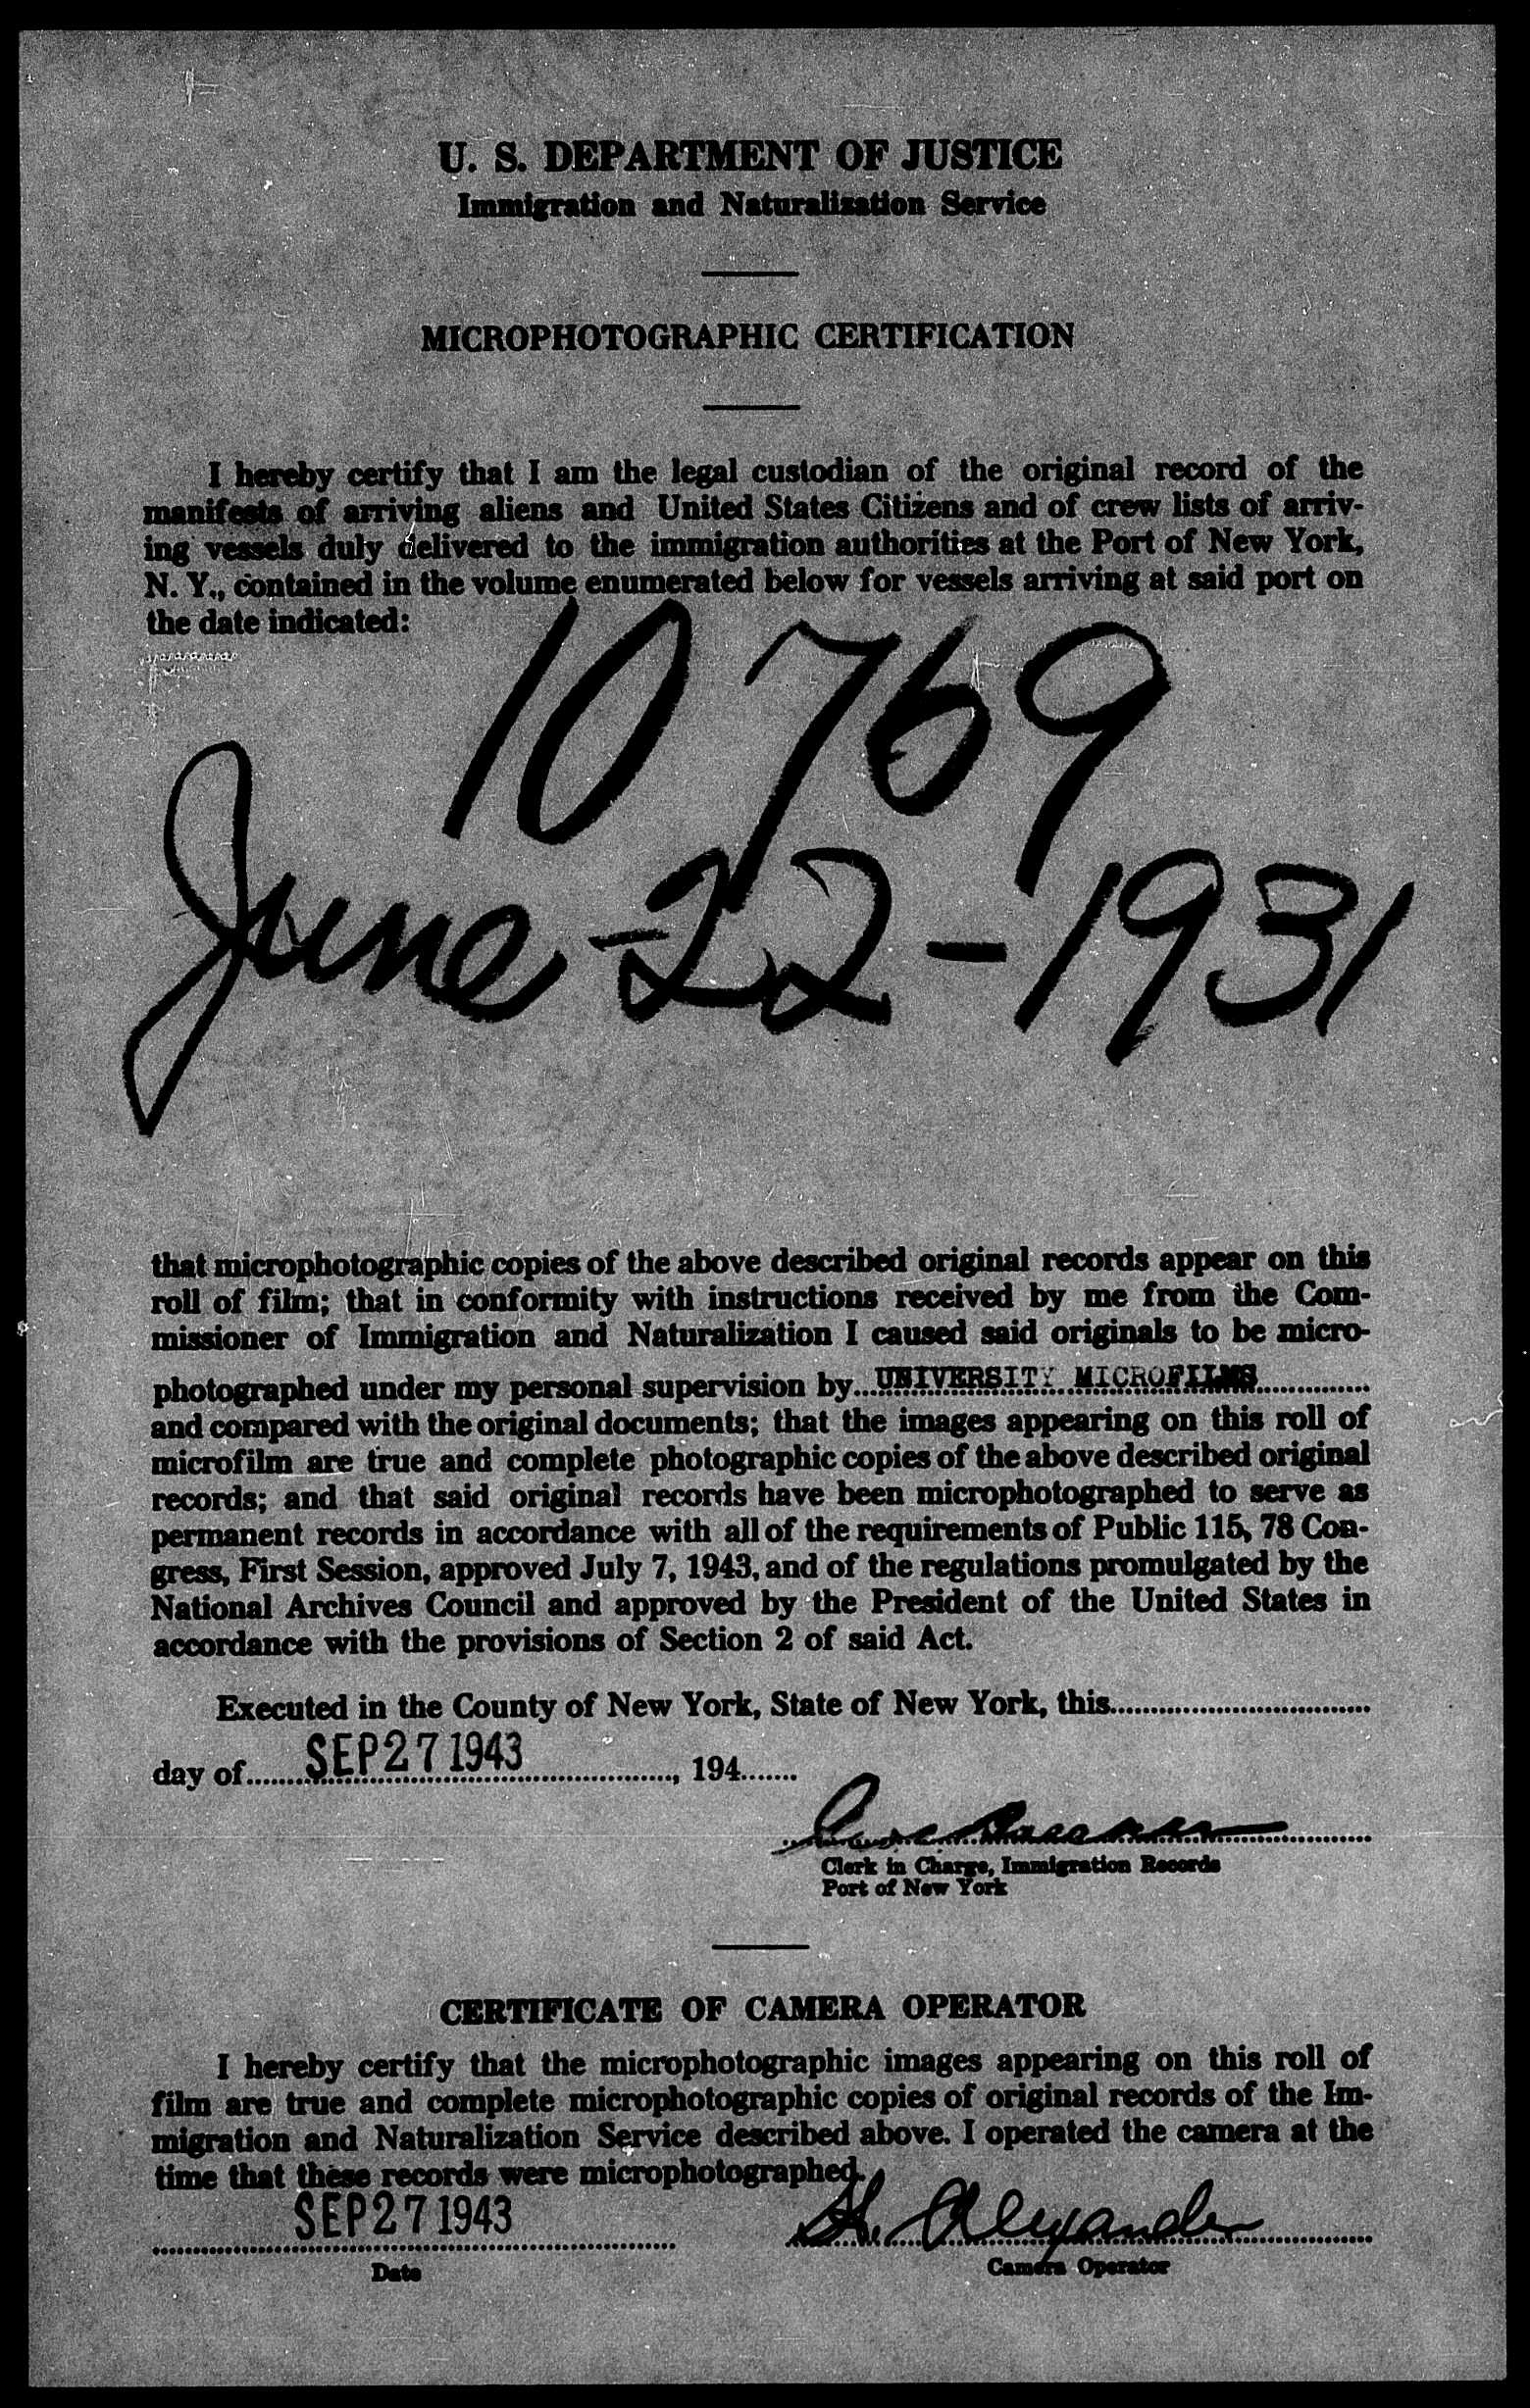 U. S. DEPARTMENT OF JUSTICE
Immigration and Naturalization Service
MICROPHOTOGRAPHIC CERTIFICATION
I hereby certify that I am the legal custodian of the original record of the
manifests of arriving aliens and United States Citizens and of crew lists of arriv-
ing vessels duly delivered to the immigration authorities at the Port of New York,
N. Y., contained in the volume enumerated below for vessels arriving at said port on
the date indicated:
10769
June-22-1931
that microphotographic copies of the above described original records appear on this
roll of film; that in conformity with instructions received by me from the Com-
missioner of Immigration and Naturalization I caused said originals to be micro-
photographed under my personal supervision by UNIVERSITY MICROFILMS
and compared with the original documents; that the images appearing on this roll of
microfilm are true and complete photographic copies of the above described original
records; and that said original records have been microphotographed to serve as
permanent records in accordance with all of the requirements of Public 115, 78 Con-
gress, First Session, approved July 7, 1943, and of the regulations promulgated by the
National Archives Council and approved by the President of the United States in
accordance with the provisions of Section 2 of said Act.
Executed in the County of New York, State of New York, this
day of SEP 27 1943, 194
Clerk in Charge, Immigration Records
Port of New York
CERTIFICATE OF CAMERA OPERATOR
I hereby certify that the microphotographic images appearing on this roll of
film are true and complete microphotographic copies of original records of the Im-
migration and Naturalization Service described above. I operated the camera at the
time that these records were microphotographed.
SEP 27 1943 A. Alexander
Date Camera Operator